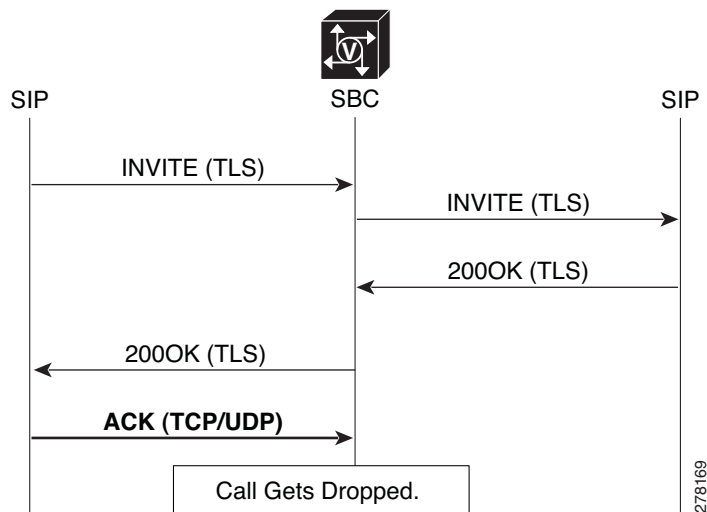 V
SIP
SBC
SIP
INVITE (TLS)
INVITE (TLS)
200OK (TLS)
200OK (TLS)
ACK (TCP/UDP)
Call Gets Dropped.
278169